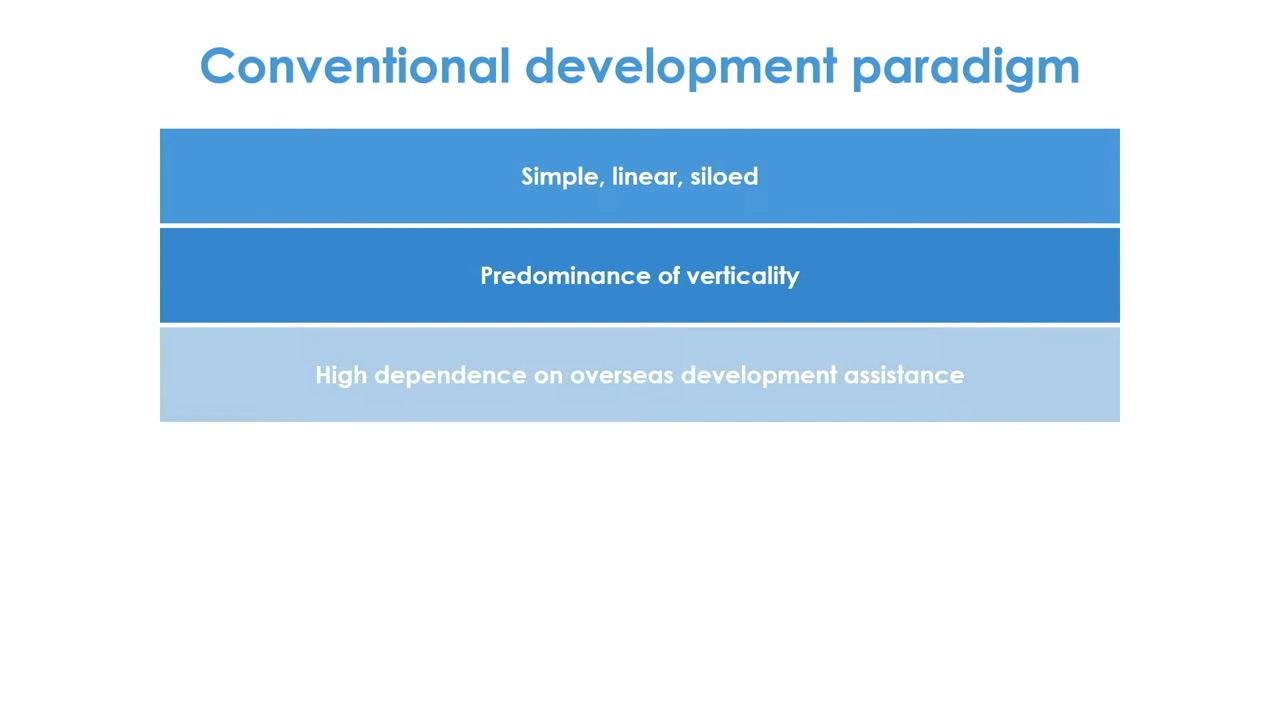 Conventional development paradigm
Simple, linear, siloed
Predominance of verticality
High dependence on overseas development assistance